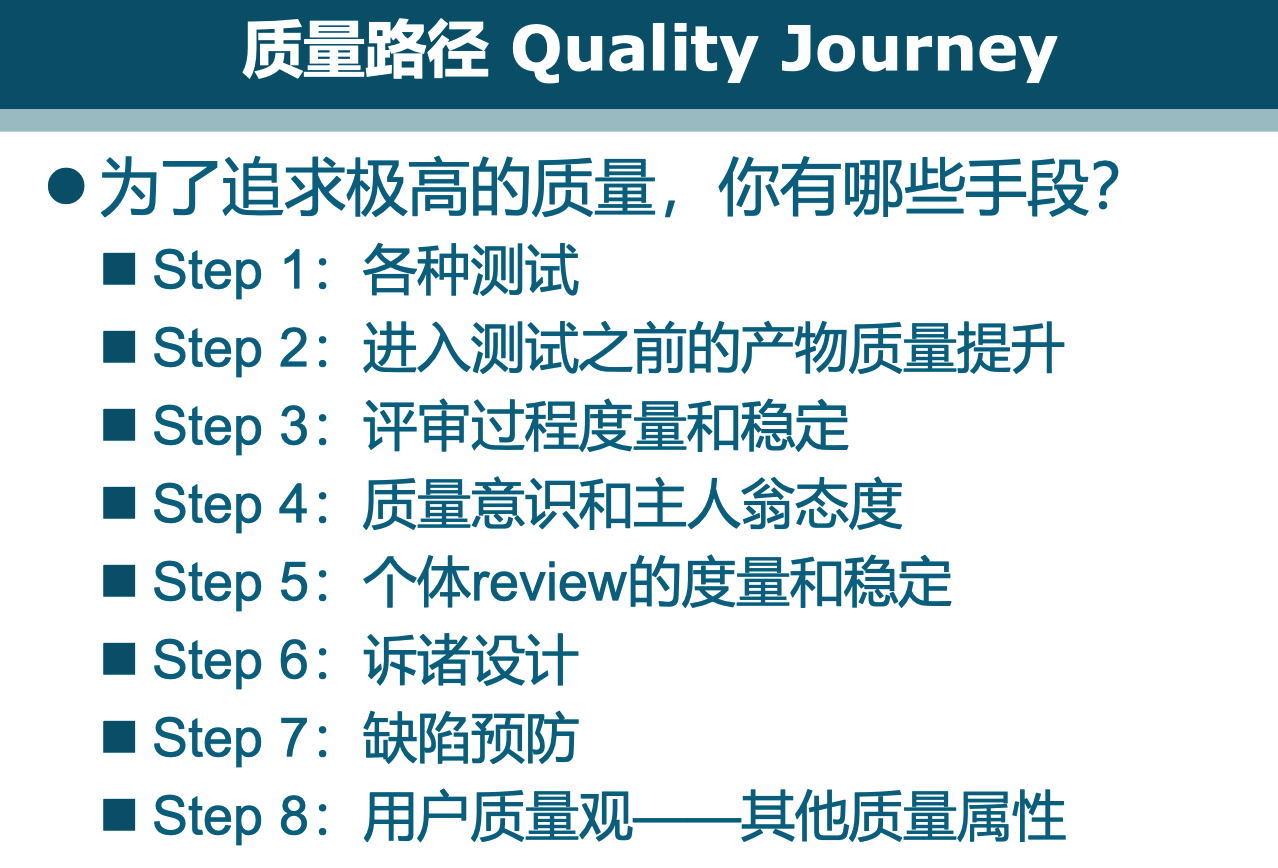 质量路径 Quality Journey
为了追求极高的质量，你有哪些手段？
Step 1：各种测试
Step 2：进入测试之前的产物质量提升
Step 3：评审过程度量和稳定
Step 4：质量意识和主人翁态度
Step 5：个体review的度量和稳定
Step 6：诉诸设计
Step 7：缺陷预防
Step 8：用户质量观——其他质量属性